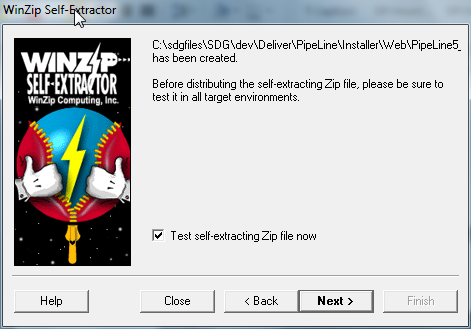 WinZip Self-Extractor
WINZIP
SELF-EXTRACTOR
WinZip Computing, Inc.
C:\sdgfiles\SDG\dev\Deliver\PipeLine\Installer\Web\PipeLine5_
has been created.
Before distributing the self-extracting Zip file, please be sure to
test it in all target environments.
Test self-extracting Zip file now
Help
Close
< Back
Next >
Finish